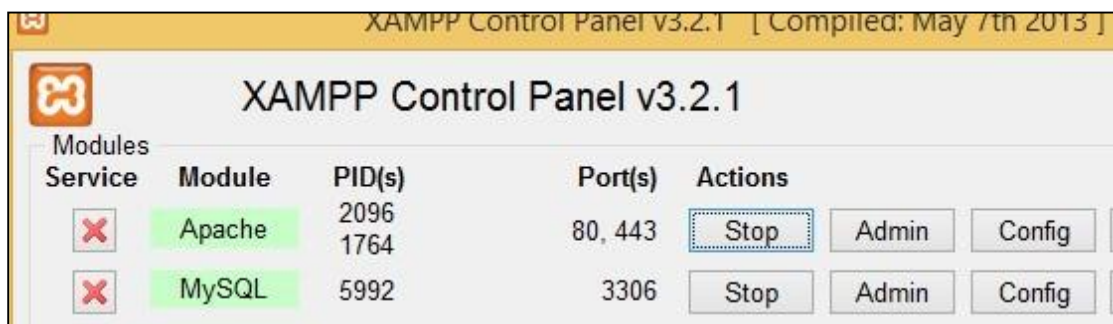 XAMPP Control Panel v3.2.1 [ Compiled: May 7th 2013 ]
XAMPP Control Panel v3.2.1
Modules
Service Module PID(s) Port(s) Actions
Apache 2096 1764 80, 443 Stop Admin Config
MySQL 5992 3306 Stop Admin Config